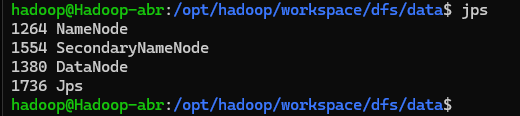 hadoop@Hadoop-abr:/opt/hadoop/workspace/dfs/data$ jps
1264 NameNode
1554 SecondaryNameNode
1380 DataNode
1736 Jps
hadoop@Hadoop-abr:/opt/hadoop/workspace/dfs/data$